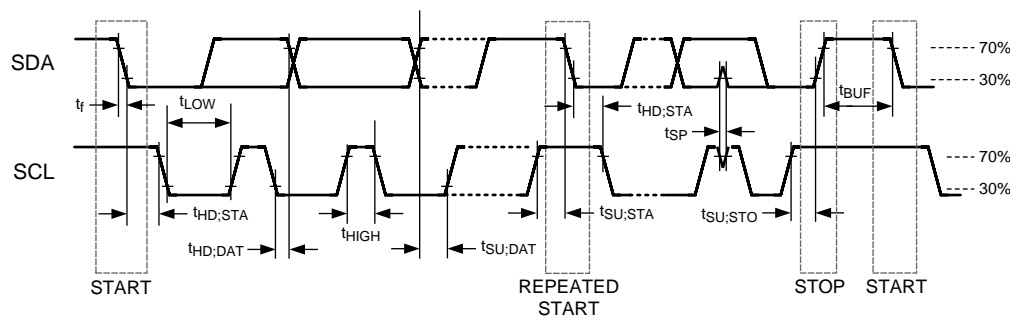 SDA
70%
30%
tf
tLOW
tHD;STA
tBUF
tSP
SCL
70%
30%
tHD;STA
tHIGH
tSU;STA
tSU;STO
tHD;DAT
tSU;DAT
START
REPEATED
START
STOP
START